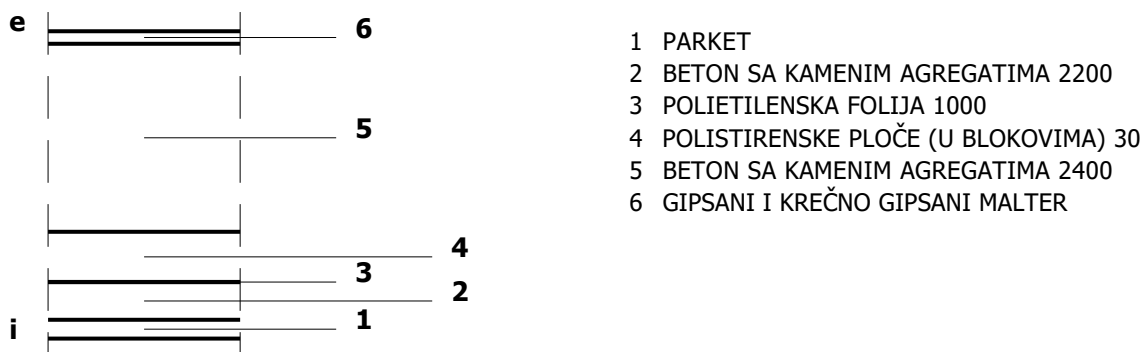 e
6
5
4
3
2
1
i
1 PARKET
2 BETON SA KAMENIM AGREGATIMA 2200
3 POLIETILENSKA FOLIJA 1000
4 POLISTIRENSKE PLOČE (U BLOKOVIMA) 30
5 BETON SA KAMENIM AGREGATIMA 2400
6 GIPSANI I KREČNO GIPSANI MALTER